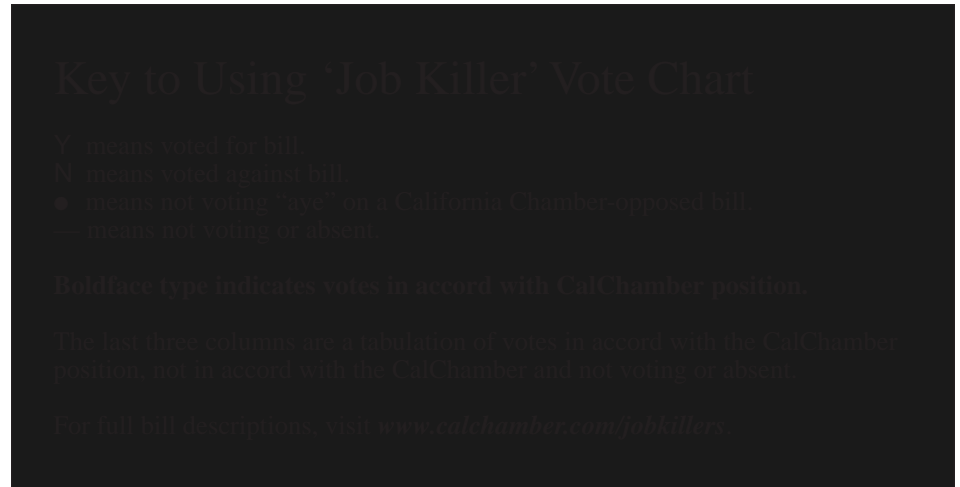 Key to Using ‘Job Killer’ Vote Chart
Y means voted for bill.
N means voted against bill.
● means not voting “aye” on a California Chamber-opposed bill.
— means not voting or absent.
Boldface type indicates votes in accord with CalChamber position.
The last three columns are a tabulation of votes in accord with the CalChamber
position, not in accord with the CalChamber and not voting or absent.
For full bill descriptions, visit www.calchamber.com/jobkillers.